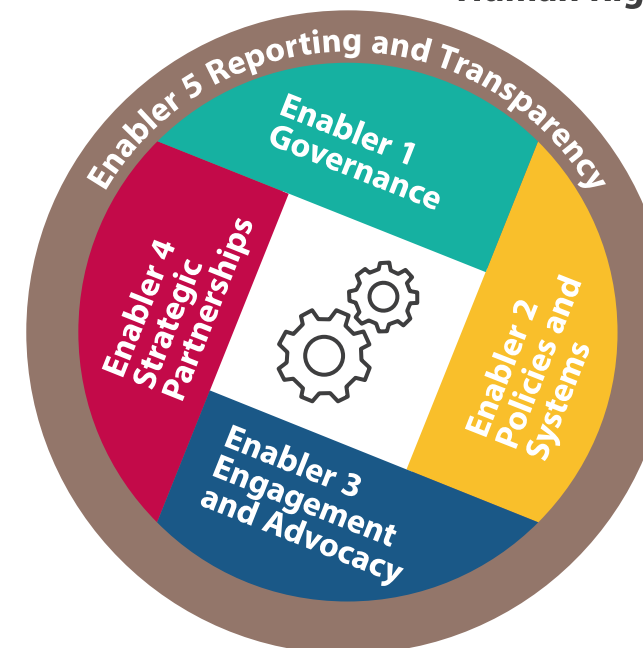 Enabler 5 Reporting and Transparency
Enabler 1
Governance
Enabler 2
Policies and
Systems
Enabler 3
Engagement
and Advocacy
Enabler 4
Strategic
Partnerships